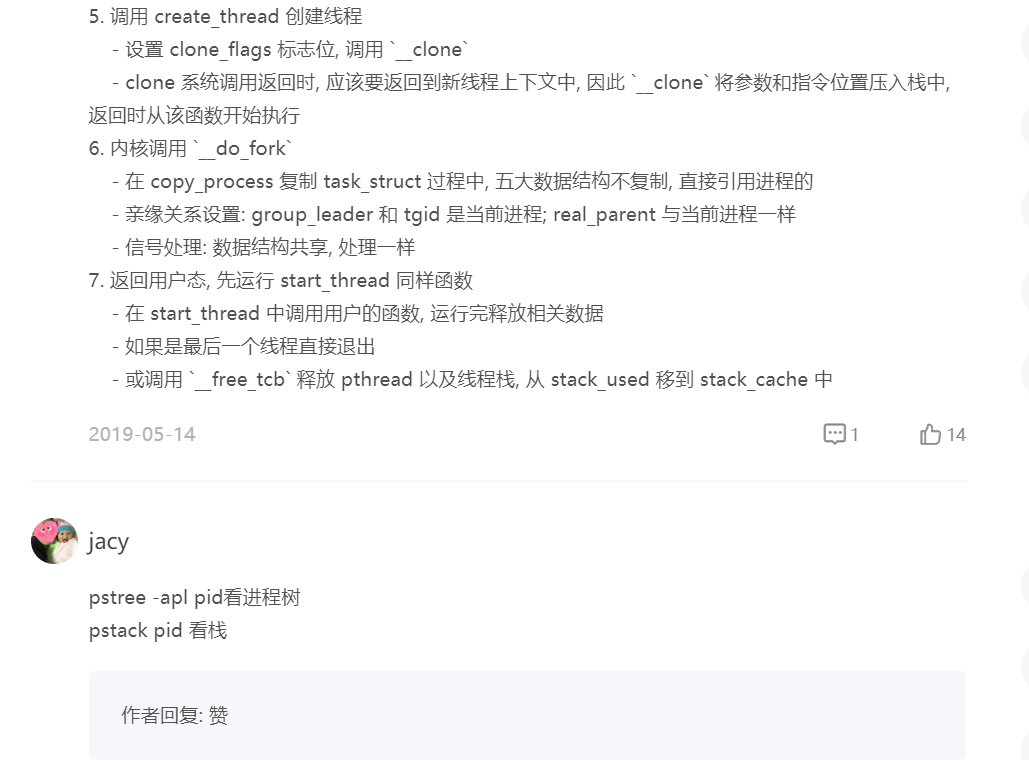 5. 调用 create_thread 创建线程
- 设置 clone_flags 标志位, 调用 `__clone`
- clone 系统调用返回时, 应该要返回到新线程上下文中, 因此 `__clone` 将参数和指令位置压入栈中,
返回时从该函数开始执行
6. 内核调用 `__do_fork`
- 在 copy_process 复制 task_struct 过程中, 五大数据结构不复制, 直接引用进程的
- 亲缘关系设置: group_leader 和 tgid 是当前进程; real_parent 与当前进程一样
- 信号处理: 数据结构共享, 处理一样
7. 返回用户态, 先运行 start_thread 同样函数
- 在 start_thread 中调用用户的函数, 运行完释放相关数据
- 如果是最后一个线程直接退出
- 或调用 `__free_tcb` 释放 pthread 以及线程栈, 从 stack_used 移到 stack_cache 中
2019-05-14 1 14
jacy
pstree -apl pid看进程树
pstack pid 看栈
作者回复: 赞